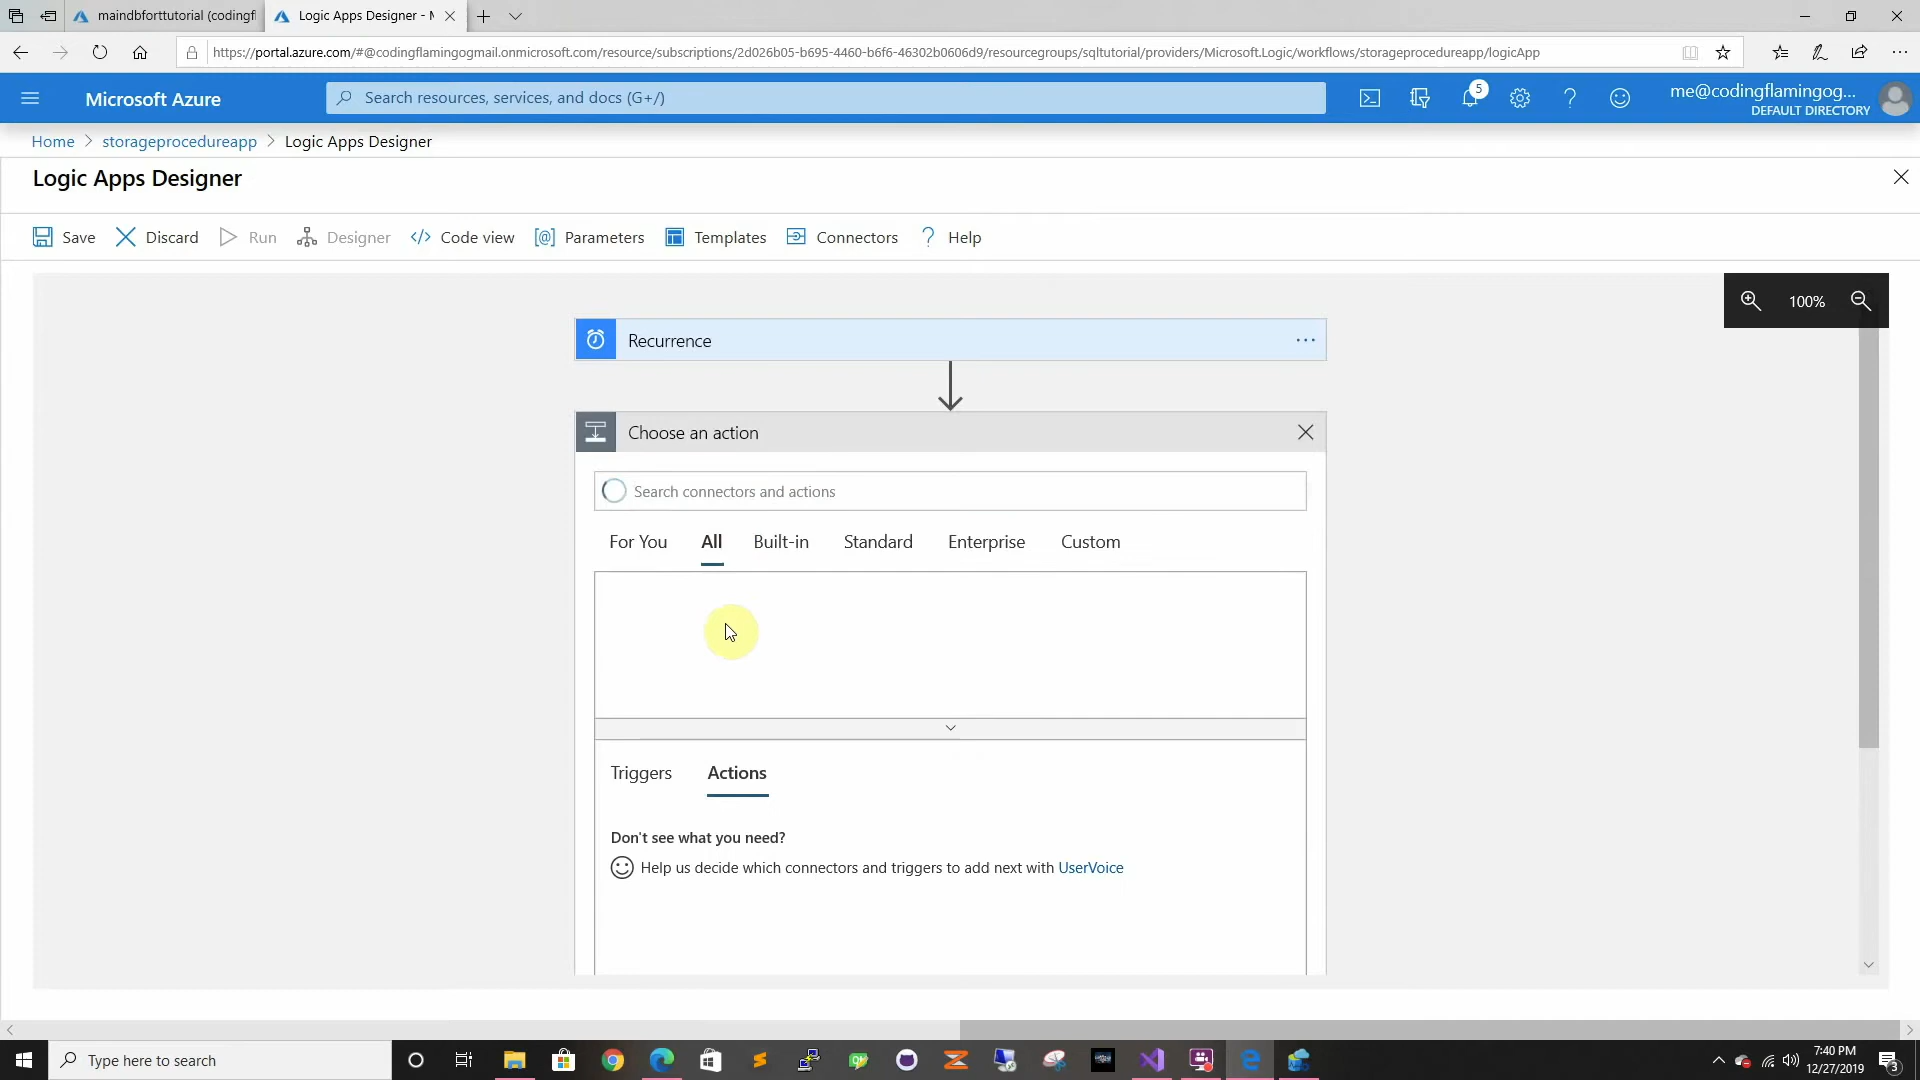 maindbforttutorial (codingfl
Logic Apps Designer - M
https://portal.azure.com/#@codingflamingogmail.onmicrosoft.com/resource/subscriptions/2d026b05-b695-4460-b6f6-46302b0606d9/resourcegroups/sqltutorial/providers/Microsoft.Logic/workflows/storageprocedureapp/logicApp
Microsoft Azure
Search resources, services, and docs (G+/)
5
me@codingflamingog...
DEFAULT DIRECTORY
Home > storageprocedureapp > Logic Apps Designer
Logic Apps Designer
Save Discard Run Designer Code view Parameters Templates Connectors Help
100%
Recurrence
Choose an action
Search connectors and actions
For You All Built-in Standard Enterprise Custom
Triggers Actions
Don't see what you need?
Help us decide which connectors and triggers to add next with UserVoice
Type here to search
7:40 PM
12/27/2019
3